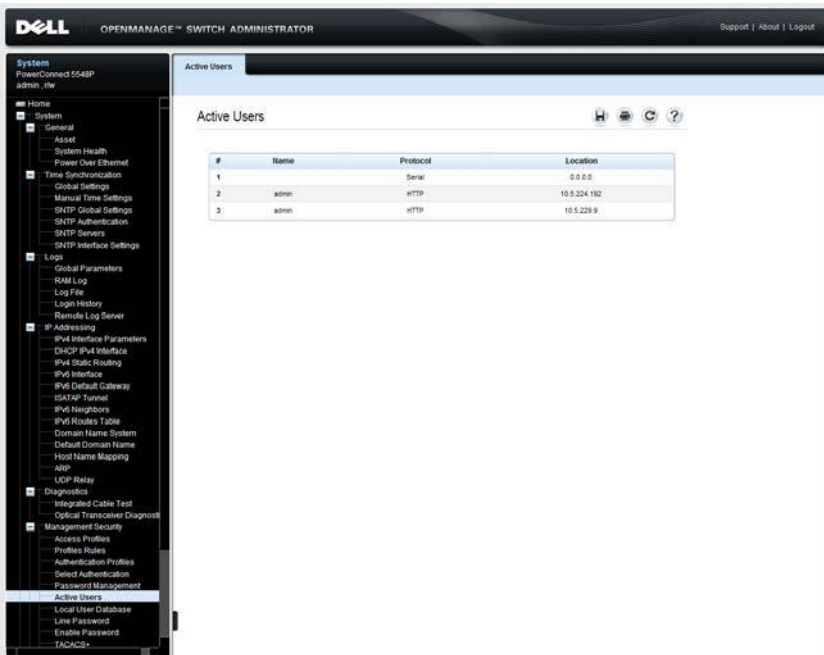 DELL OPENMANAGE™ SWITCH ADMINISTRATOR Support | About | Logout
System
PowerConnect 5548P
admin , r/w
Home
System
General
Asset
System Health
Power Over Ethernet
Time Synchronization
Global Settings
Manual Time Settings
SNTP Global Settings
SNTP Authentication
SNTP Servers
SNTP Interface Settings
Logs
Global Parameters
RAM Log
Log File
Login History
Remote Log Server
IP Addressing
IPv4 Interface Parameters
DHCP IPv4 Interface
IPv4 Static Routing
IPv6 Interface
IPv6 Default Gateway
ISATAP Tunnel
IPv6 Neighbors
IPv6 Routes Table
Domain Name System
Default Domain Name
Host Name Mapping
ARP
UDP Relay
Diagnostics
Integrated Cable Test
Optical Transceiver Diagnosti
Management Security
Access Profiles
Profiles Rules
Authentication Profiles
Select Authentication
Password Management
Active Users
Local User Database
Line Password
Enable Password
TACACS+
Active Users
Active Users
# Name Protocol Location
1 Serial 0.0.0.0
2 admin HTTP 10.5.224.192
3 admin HTTP 10.5.229.9